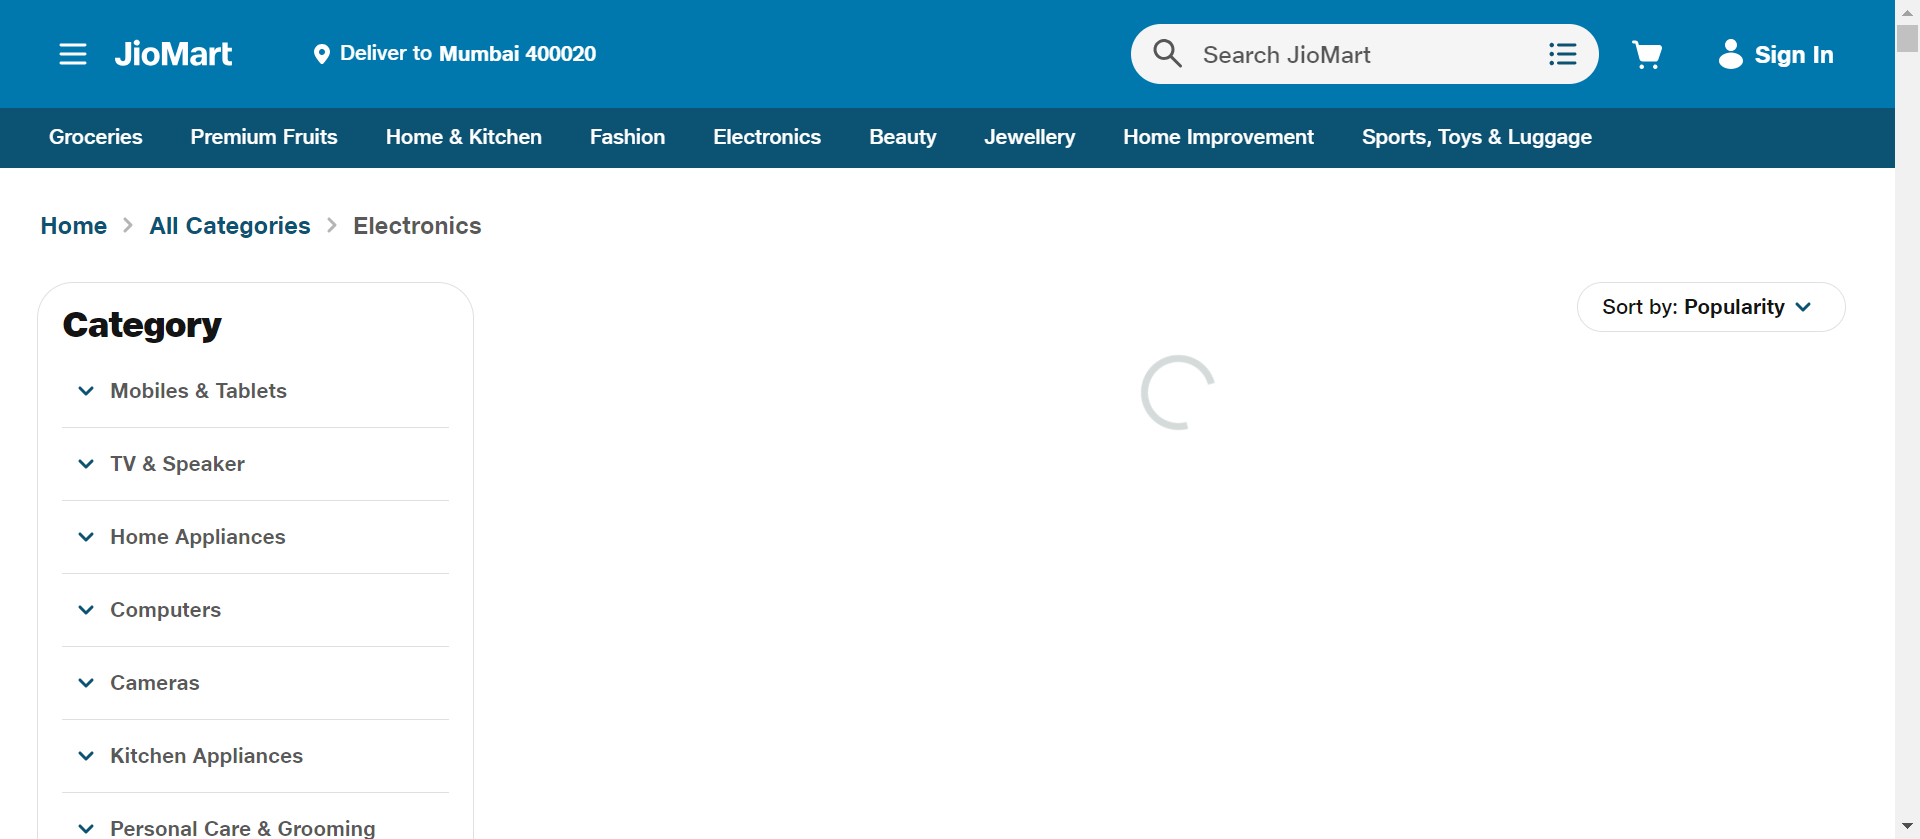 JioMart
Deliver to Mumbai 400020
Search JioMart
Sign In
Groceries
Premium Fruits
Home & Kitchen
Fashion
Electronics
Beauty
Jewellery
Home Improvement
Sports, Toys & Luggage
Home
All Categories
Electronics
Category
Mobiles & Tablets
TV & Speaker
Home Appliances
Computers
Cameras
Kitchen Appliances
Personal Care & Grooming
Sort by: Popularity